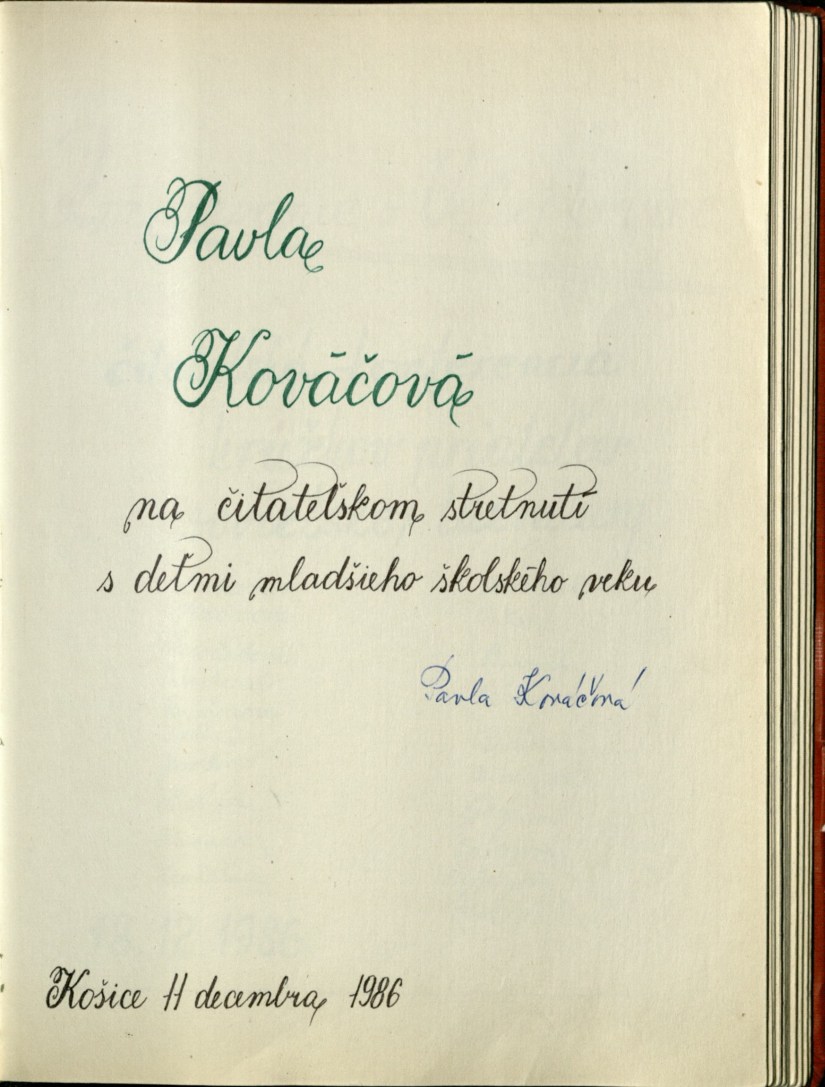 Pavla
Kováčová
na čitateľskom stretnutí
s deťmi mladšieho školského veku
Pavla Kováčová
Košice 11 decembra 1986